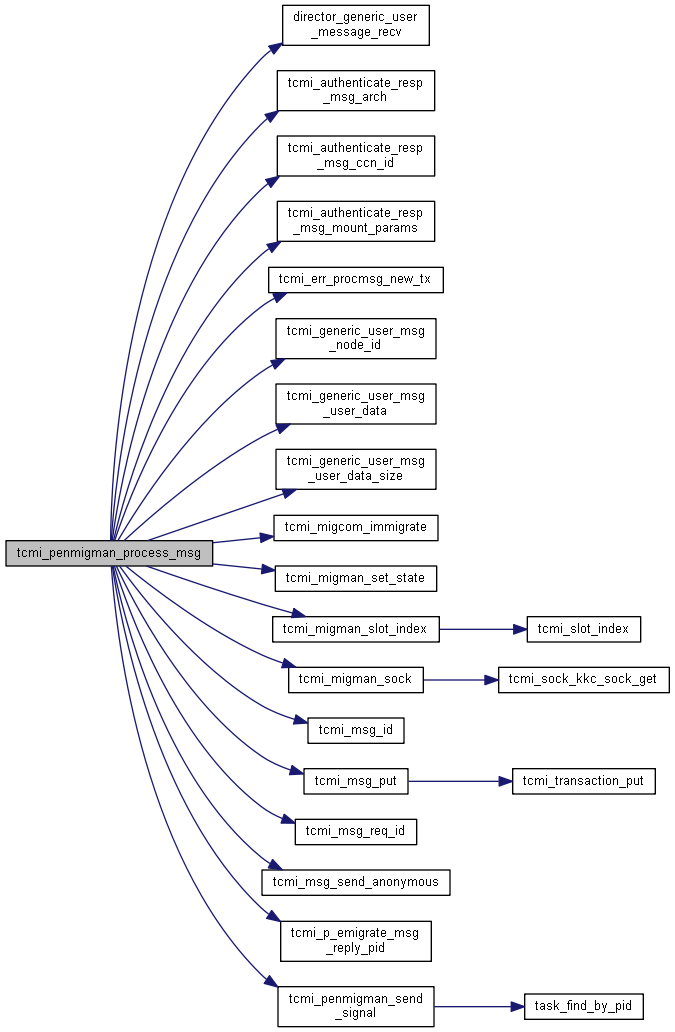 director_generic_user
_message_recv
tcmi_authenticate_resp
_msg_arch
tcmi_authenticate_resp
_msg_ccn_id
tcmi_authenticate_resp
_msg_mount_params
tcmi_err_procmsg_new_tx
tcmi_generic_user_msg
_node_id
tcmi_generic_user_msg
_user_data
tcmi_generic_user_msg
_user_data_size
tcmi_migcom_immigrate
tcmi_penmigman_process_msg
tcmi_migman_set_state
tcmi_migman_slot_index
tcmi_slot_index
tcmi_migman_sock
tcmi_sock_kkc_sock_get
tcmi_msg_id
tcmi_msg_put
tcmi_transaction_put
tcmi_msg_req_id
tcmi_msg_send_anonymous
tcmi_p_emigrate_msg
_reply_pid
tcmi_penmigman_send
_signal
task_find_by_pid